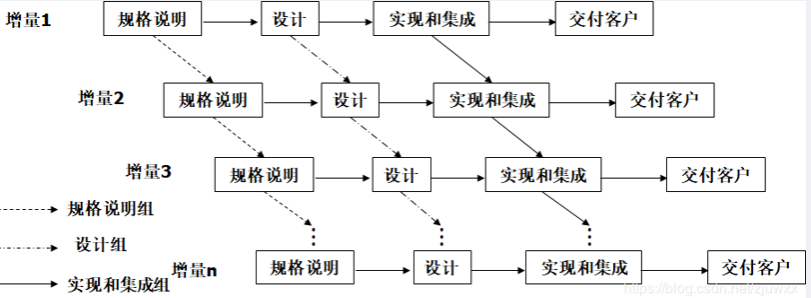 增量1 规格说明 设计 实现和集成 交付客户
增量2 规格说明 设计 实现和集成 交付客户
增量3 规格说明 设计 实现和集成 交付客户
规格说明组
设计组
增量n 规格说明 设计 实现和集成 交付客户
实现和集成组